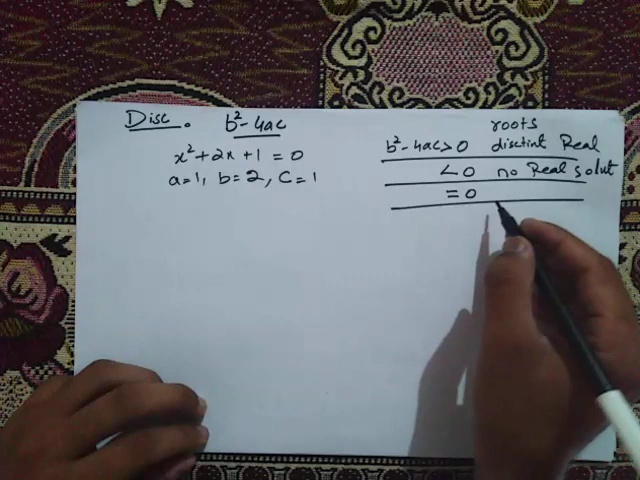 Disc. b²-4ac
x²+2x+1=0
a=1, b=2, C=1
roots
b²-4ac>0 disctint Real
<0 no Real solut
=0